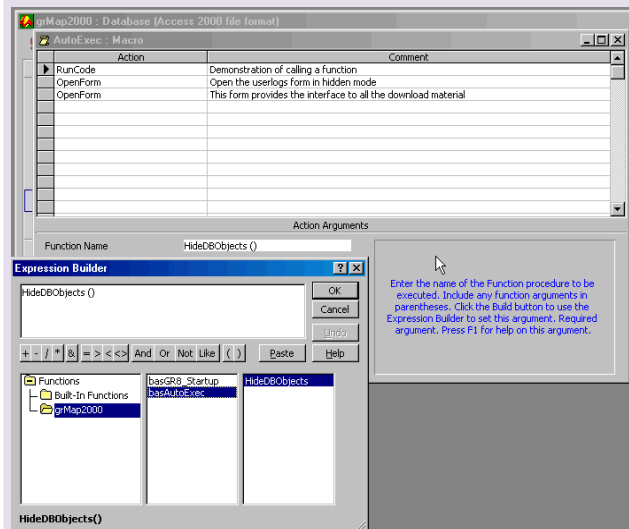 grMap2000 : Database (Access 2000 file format)
AutoExec : Macro
Action Comment
RunCode Demonstration of calling a function
OpenForm Open the userlogs form in hidden mode
OpenForm This form provides the interface to all the download material
Action Arguments
Function Name HideDBObjects ()
Enter the name of the Function procedure to be
executed. Include any function arguments in
parentheses. Click the Build button to use the
Expression Builder to set this argument. Required
argument. Press F1 for help on this argument.
Expression Builder
HideDBObjects ()
OK
Cancel
Undo
+ - / * & = > < <> And Or Not Like ( ) Paste Help
Functions
Built-In Functions
grMap2000
basGR8_Startup
basAutoExec
HideDBObjects
HideDBObjects()